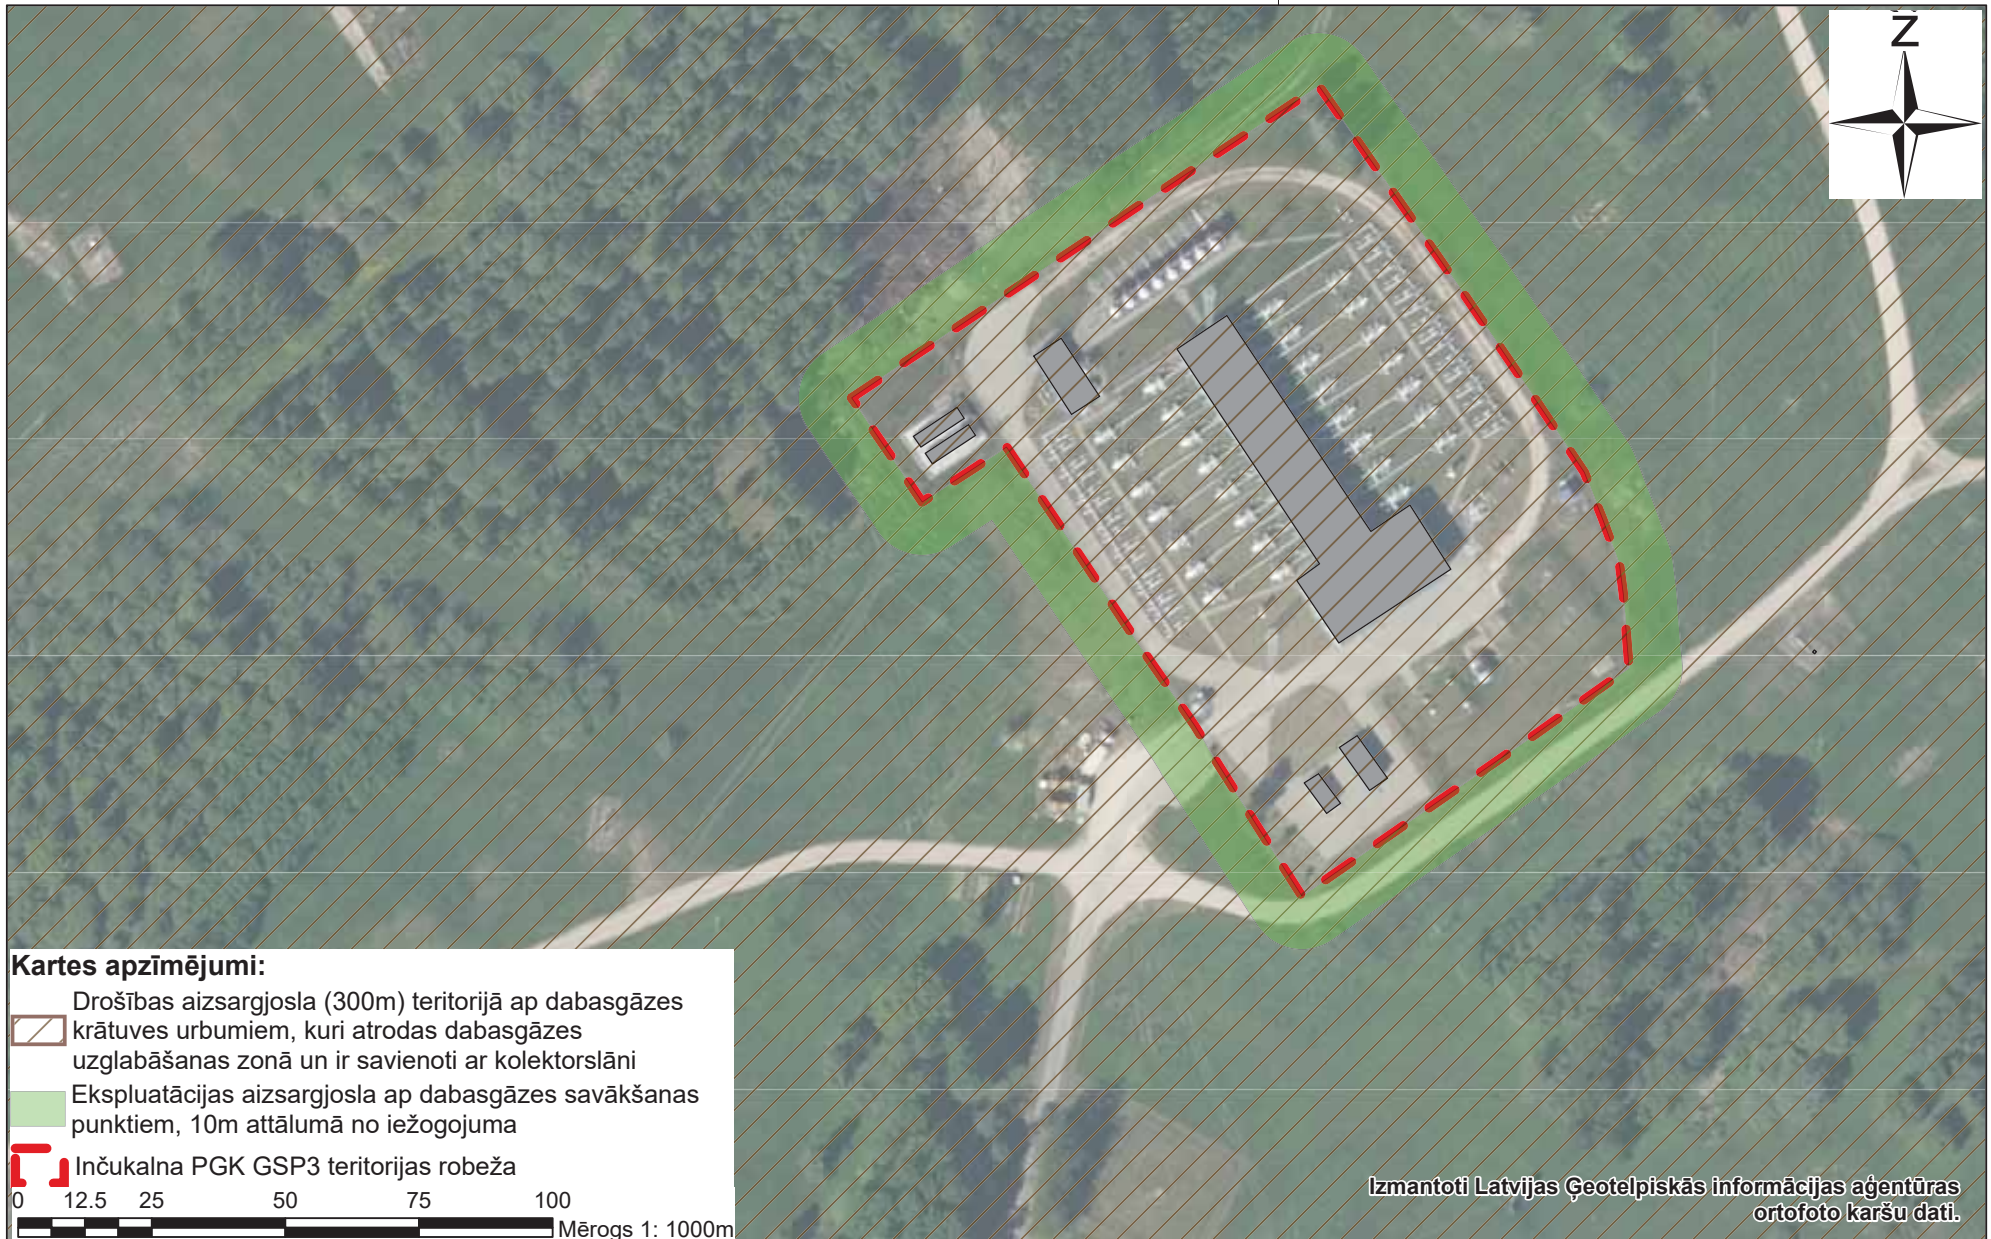 Z
Kartes apzīmējumi:
Drošības aizsargjosla (300m) teritorijā ap dabasgāzes
krātuves urbumiem, kuri atrodas dabasgāzes
uzglabāšanas zonā un ir savienoti ar kolektorslāni
Ekspluatācijas aizsargjosla ap dabasgāzes savākšanas
punktiem, 10m attālumā no iežogojuma
Inčukalna PGK GSP3 teritorijas robeža
0 12.5 25 50 75 100
Mērogs 1: 1000m
Izmantoti Latvijas Ģeotelpiskās informācijas aģentūras
ortofoto karšu dati.